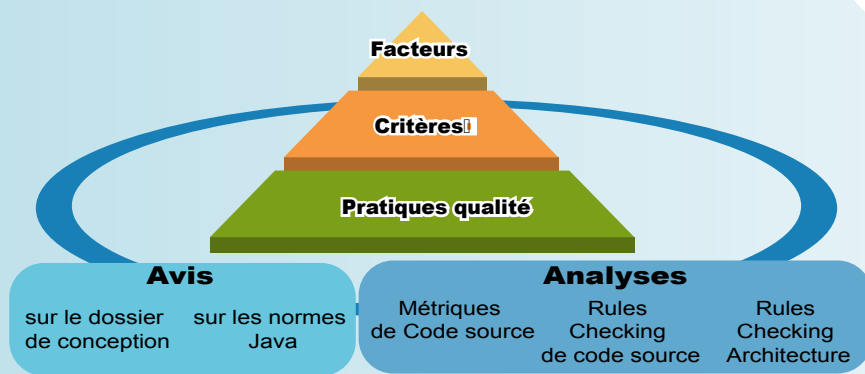 Facteurs
Critères
Pratiques qualité
Avis
sur le dossier
de conception
sur les normes
Java
Analyses
Métriques
de Code source
Rules
Checking
de code source
Rules
Checking
Architecture